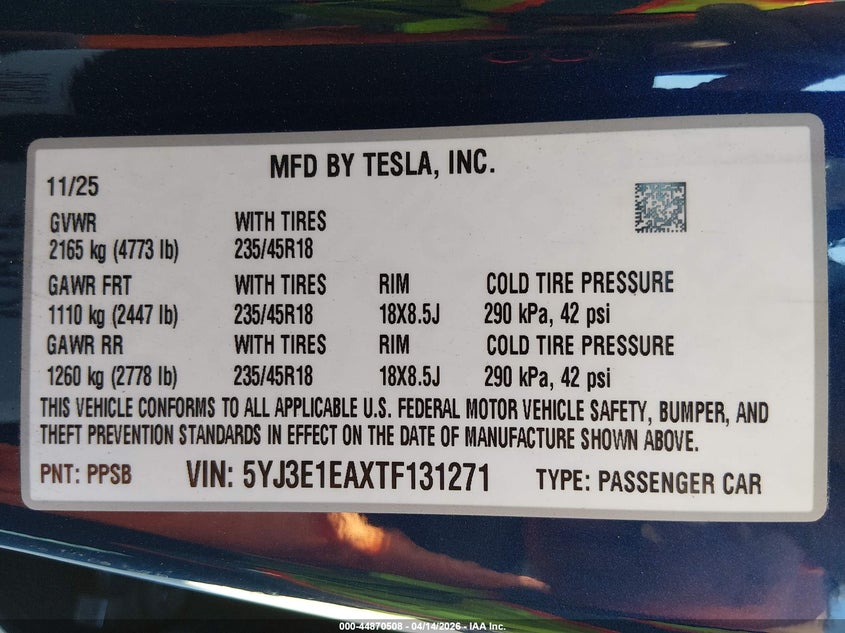 MFD BY TESLA, INC.
11/25
GVWR WITH TIRES
2165 kg (4773 lb) 235/45R18
GAWR FRT WITH TIRES RIM COLD TIRE PRESSURE
1110 kg (2447 lb) 235/45R18 18X8.5J 290 kPa, 42 psi
GAWR RR WITH TIRES RIM COLD TIRE PRESSURE
1260 kg (2778 lb) 235/45R18 18X8.5J 290 kPa, 42 psi
THIS VEHICLE CONFORMS TO ALL APPLICABLE U.S. FEDERAL MOTOR VEHICLE SAFETY, BUMPER, AND
THEFT PREVENTION STANDARDS IN EFFECT ON THE DATE OF MANUFACTURE SHOWN ABOVE.
PNT: PPSB VIN: 5YJ3E1EAXTF131271 TYPE: PASSENGER CAR
000-44870508 - 04/14/2026 - IAA Inc.